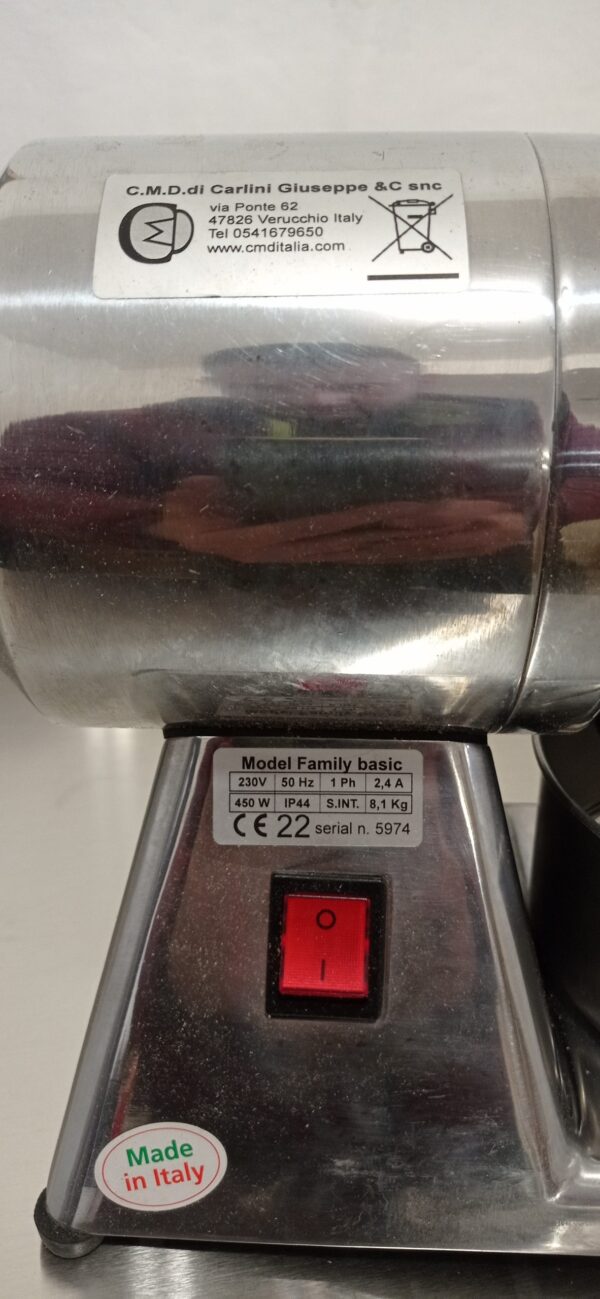 C.M.D.di Carlini Giuseppe &C snc
via Ponte 62
47826 Verucchio Italy
Tel 0541679650
www.cmditalia.com
Model Family basic
230V 50 Hz 1 Ph 2,4 A
450 W IP44 S.INT. 8,1 Kg
CE 22 serial n. 5974
O
I
Made
in Italy